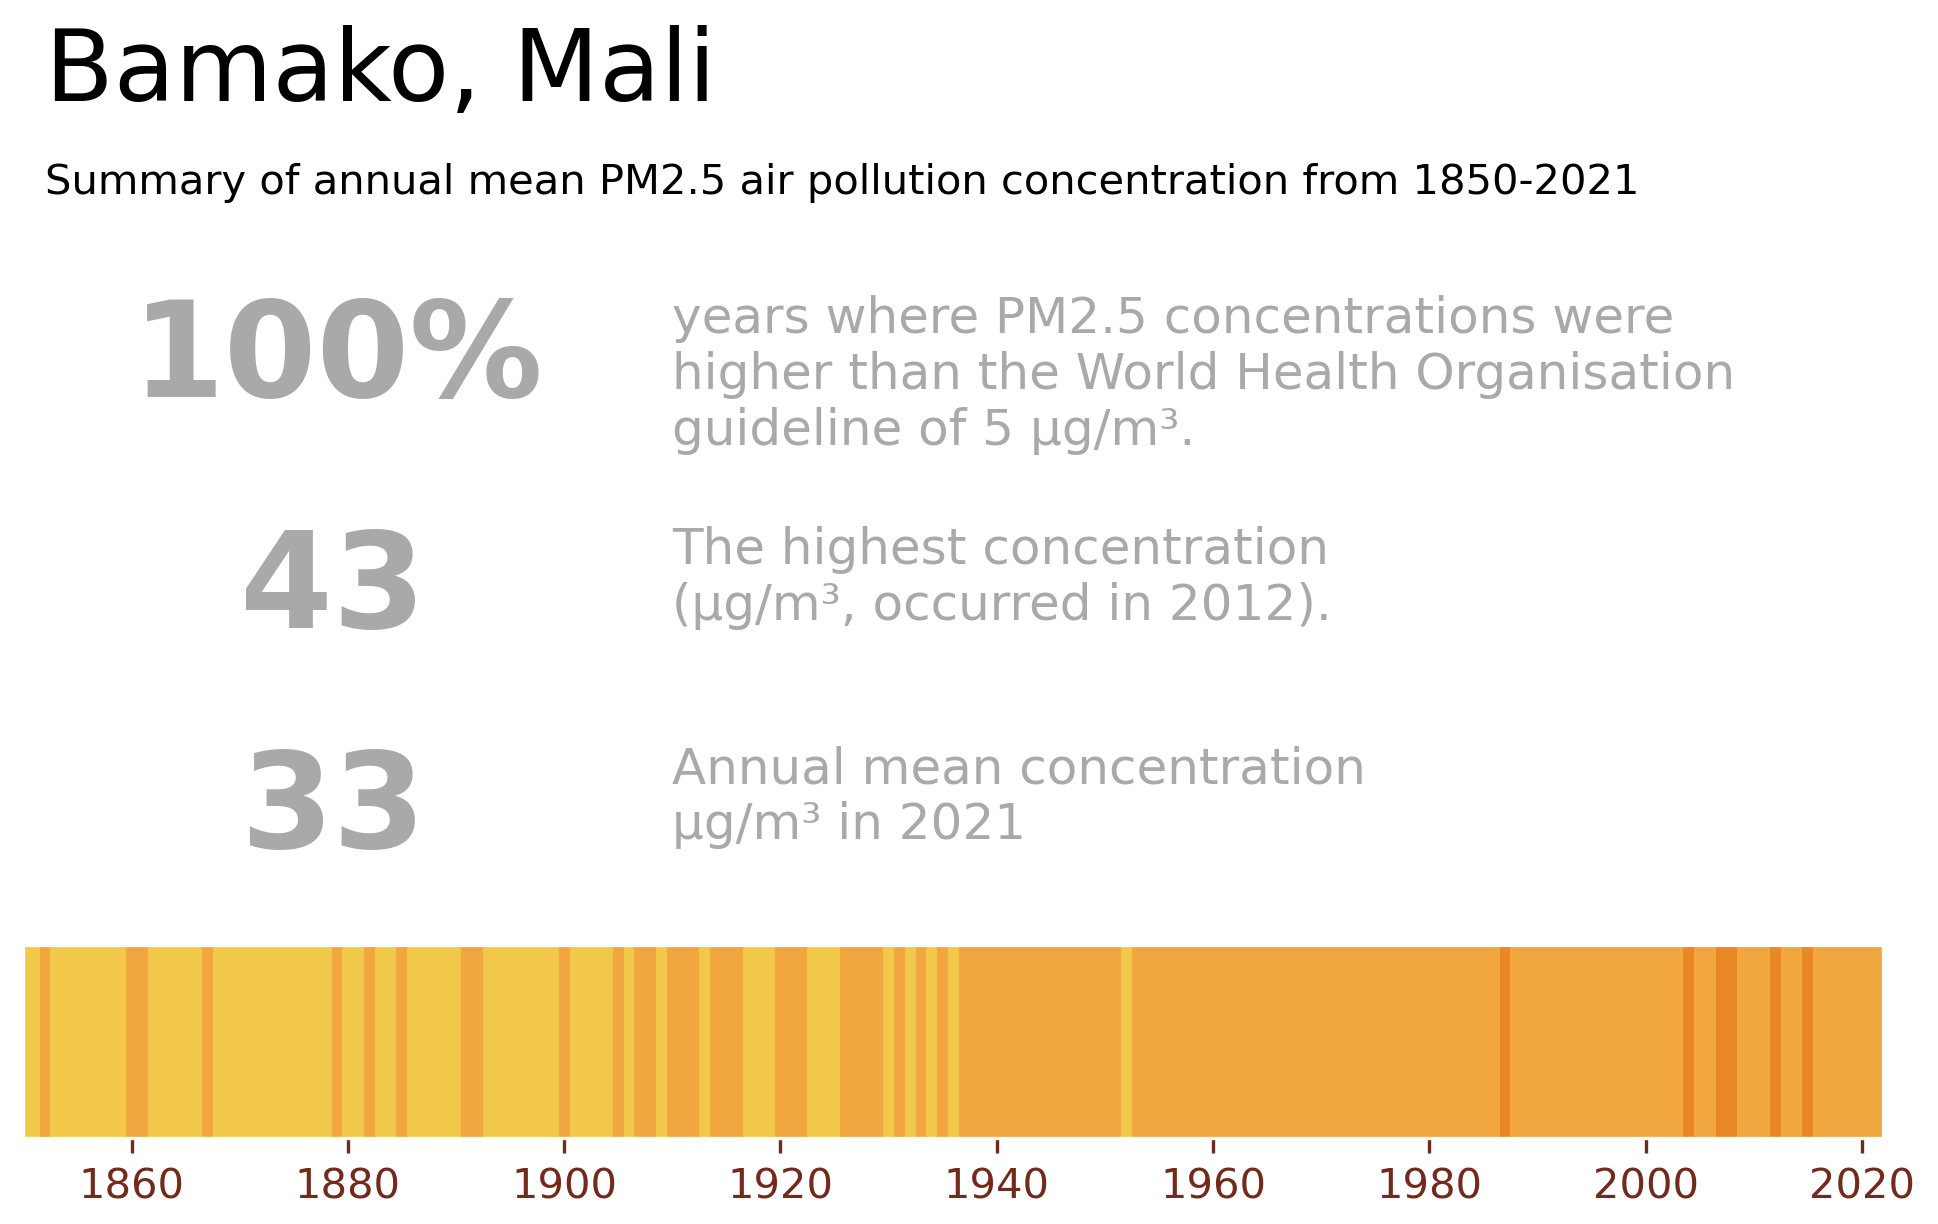 Bamako, Mali
Summary of annual mean PM2.5 air pollution concentration from 1850-2021
100%
years where PM2.5 concentrations were
higher than the World Health Organisation
guideline of 5 µg/m³.
43
The highest concentration
(µg/m³, occurred in 2012).
33
Annual mean concentration
µg/m³ in 2021
1860 1880 1900 1920 1940 1960 1980 2000 2020